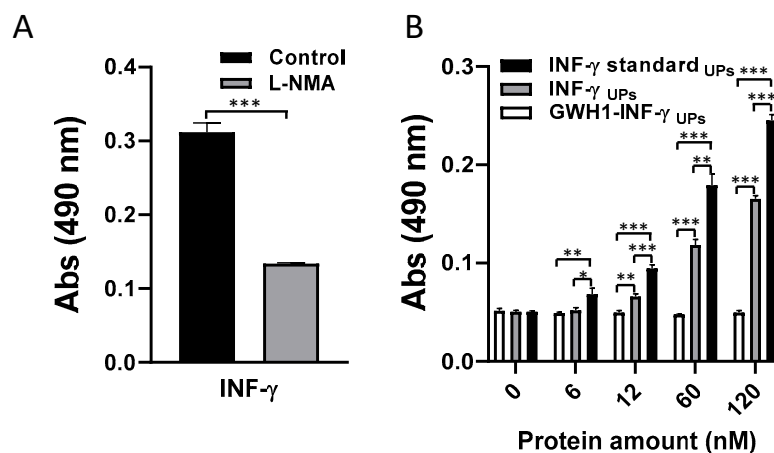 A
Control
L-NMA
Abs (490 nm)
0.4
0.3
0.2
0.1
0.0
***
INF-γ
B
INF-γ standard UPs
INF-γ UPs
GWH1-INF-γ UPs
Abs (490 nm)
0.3
0.2
0.1
0.0
**
*
***
***
**
***
**
***
***
***
***
0
6
12
60
120
Protein amount (nM)